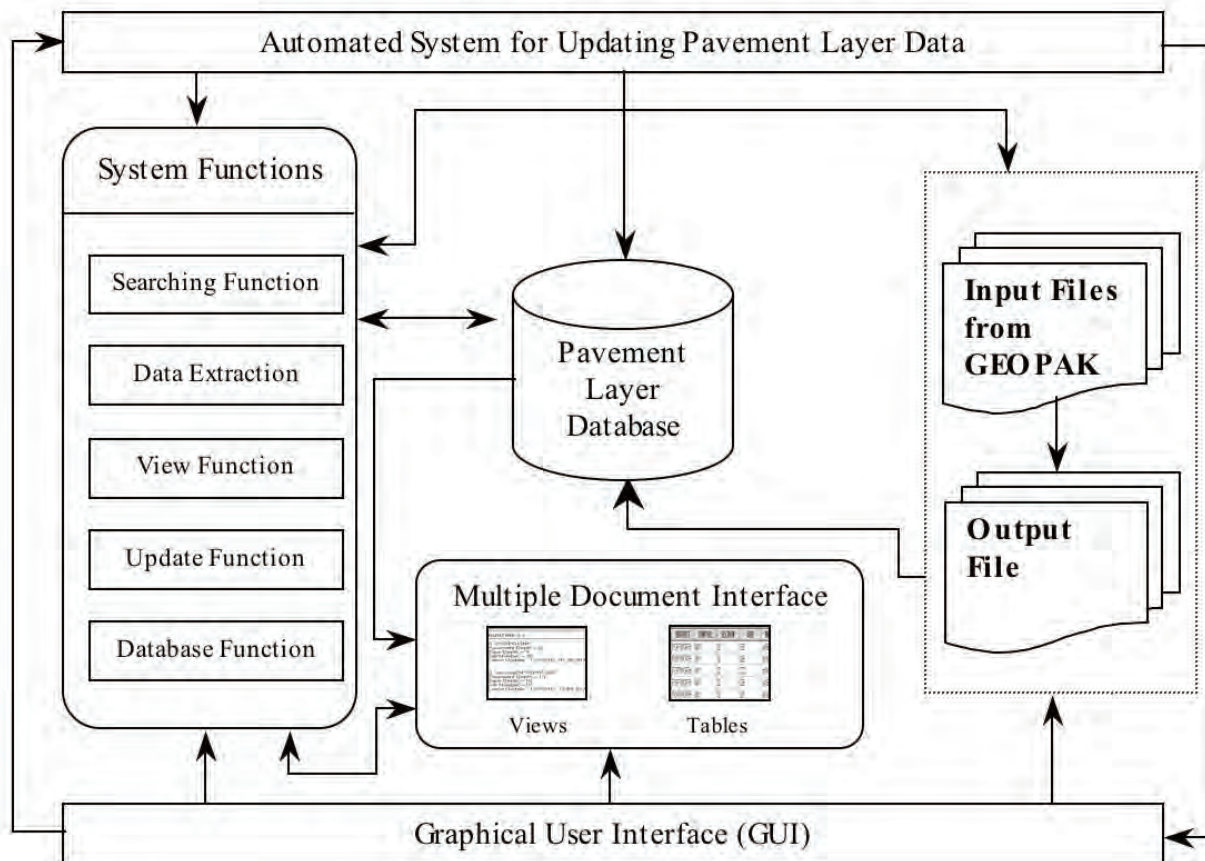 Automated System for Updating Pavement Layer Data
System Functions
Searching Function
Data Extraction
View Function
Update Function
Database Function
Pavement
Layer
Database
Input Files
from
GEOPAK
Output
File
Multiple Document Interface
Views
Tables
Graphical User Interface (GUI)